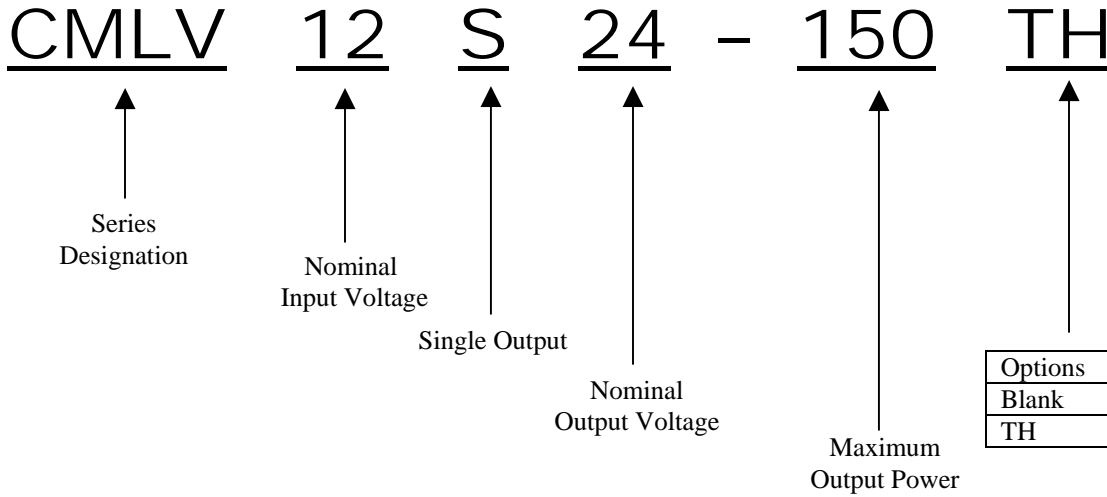 CMLV 12 S 24 - 150 TH
Series
Designation
Nominal
Input Voltage
Single Output
Nominal
Output Voltage
Maximum
Output Power
Options
Blank
TH